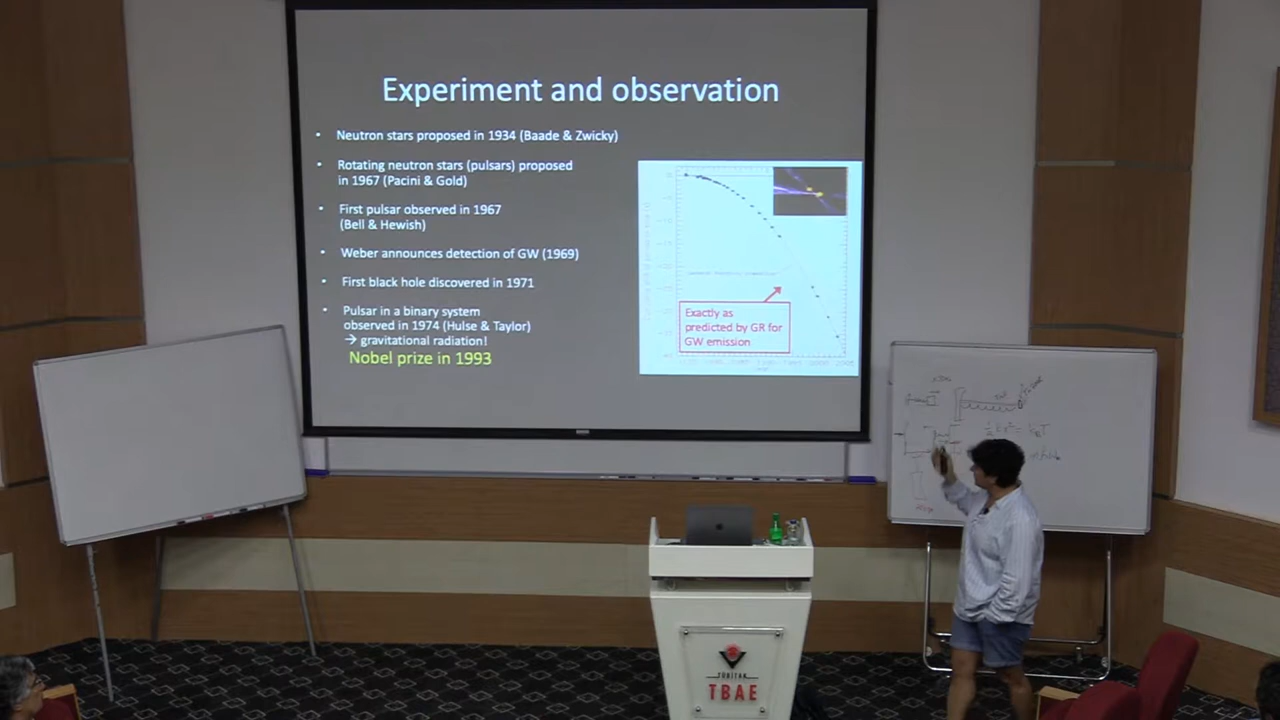 Experiment and observation
• Neutron stars proposed in 1934 (Baade & Zwicky)
• Rotating neutron stars (pulsars) proposed
in 1967 (Pacini & Gold)
• First pulsar observed in 1967
(Bell & Hewish)
• Weber announces detection of GW (1969)
• First black hole discovered in 1971
• Pulsar in a binary system
observed in 1974 (Hulse & Taylor)
→ gravitational radiation!
Nobel prize in 1993
Exactly as
predicted by GR for
GW emission
TÜBİTAK
TBAE